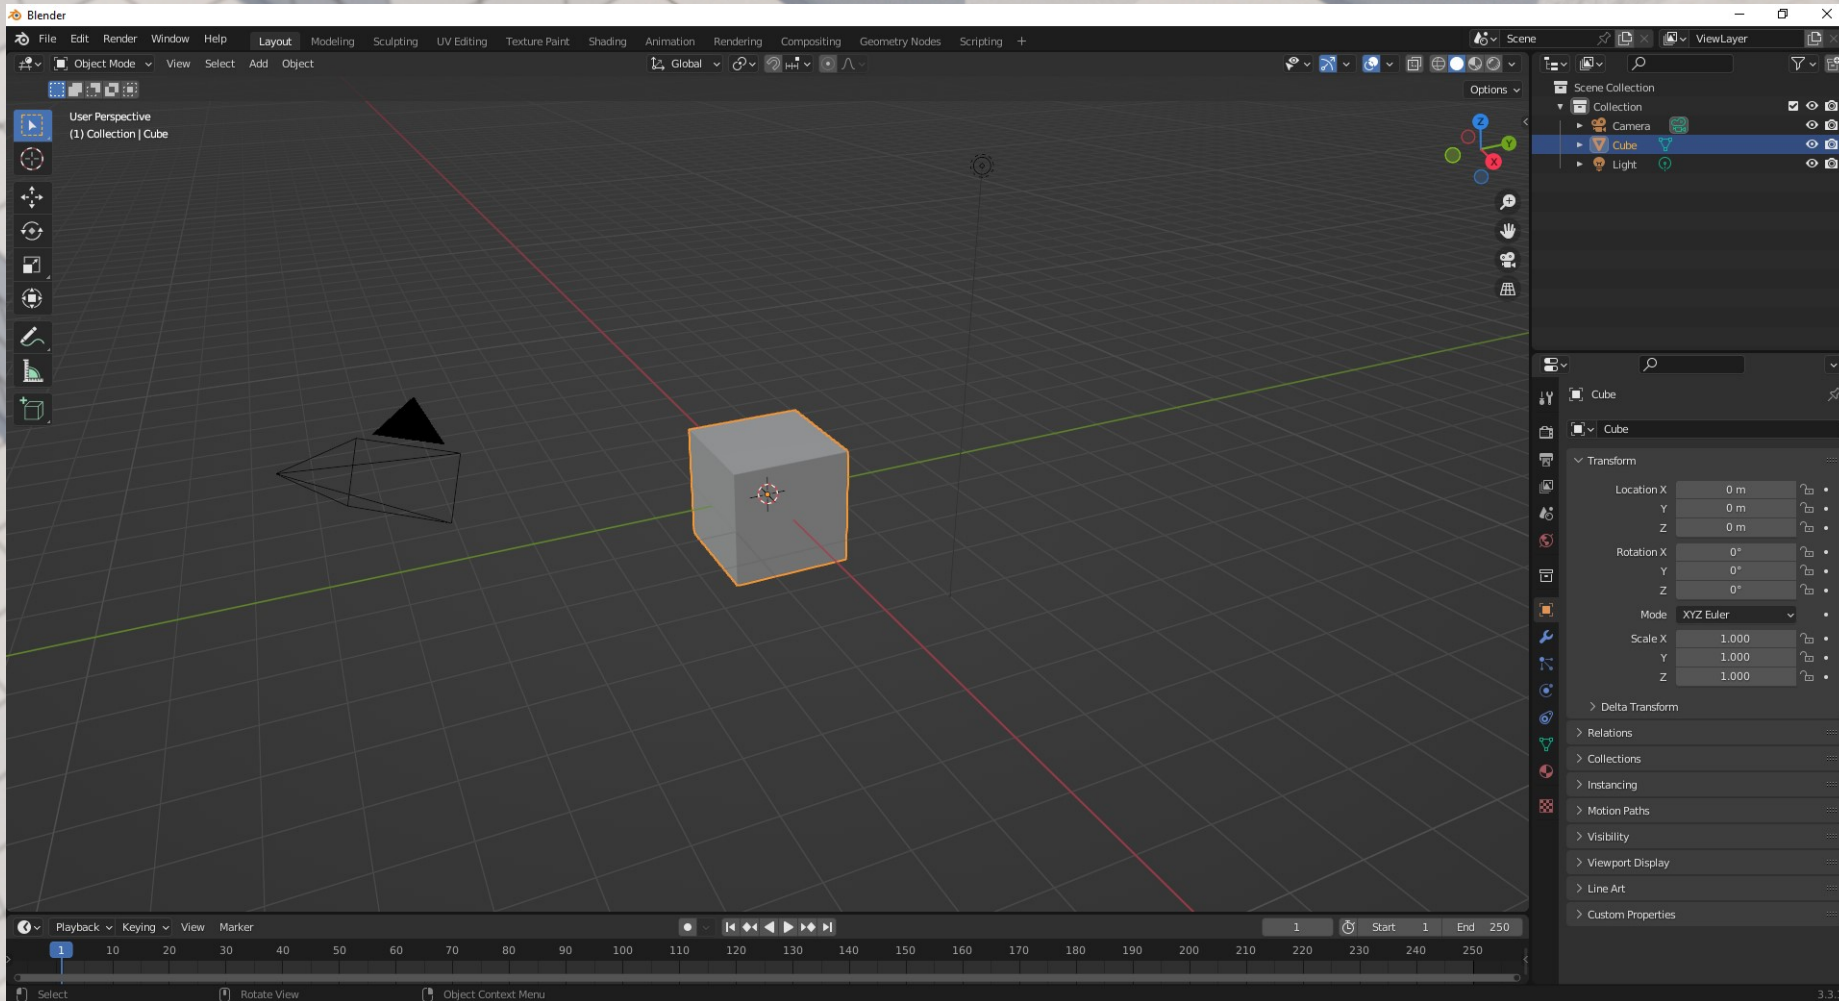 Blender
File Edit Render Window Help Layout Modeling Sculpting UV Editing Texture Paint Shading Animation Rendering Compositing Geometry Nodes Scripting + Scene ViewLayer
Object Mode View Select Add Object Global
Options
User Perspective
(1) Collection | Cube
Z
Y
X
Scene Collection
Collection
Camera
Cube
Light
Cube
Cube
Transform
Location X 0 m
Y 0 m
Z 0 m
Rotation X 0°
Y 0°
Z 0°
Mode XYZ Euler
Scale X 1.000
Y 1.000
Z 1.000
Delta Transform
Relations
Collections
Instancing
Motion Paths
Visibility
Viewport Display
Line Art
Custom Properties
Playback Keying View Marker 1 Start 1 End 250
1 10 20 30 40 50 60 70 80 90 100 110 120 130 140 150 160 170 180 190 200 210 220 230 240 250
Select Rotate View Object Context Menu